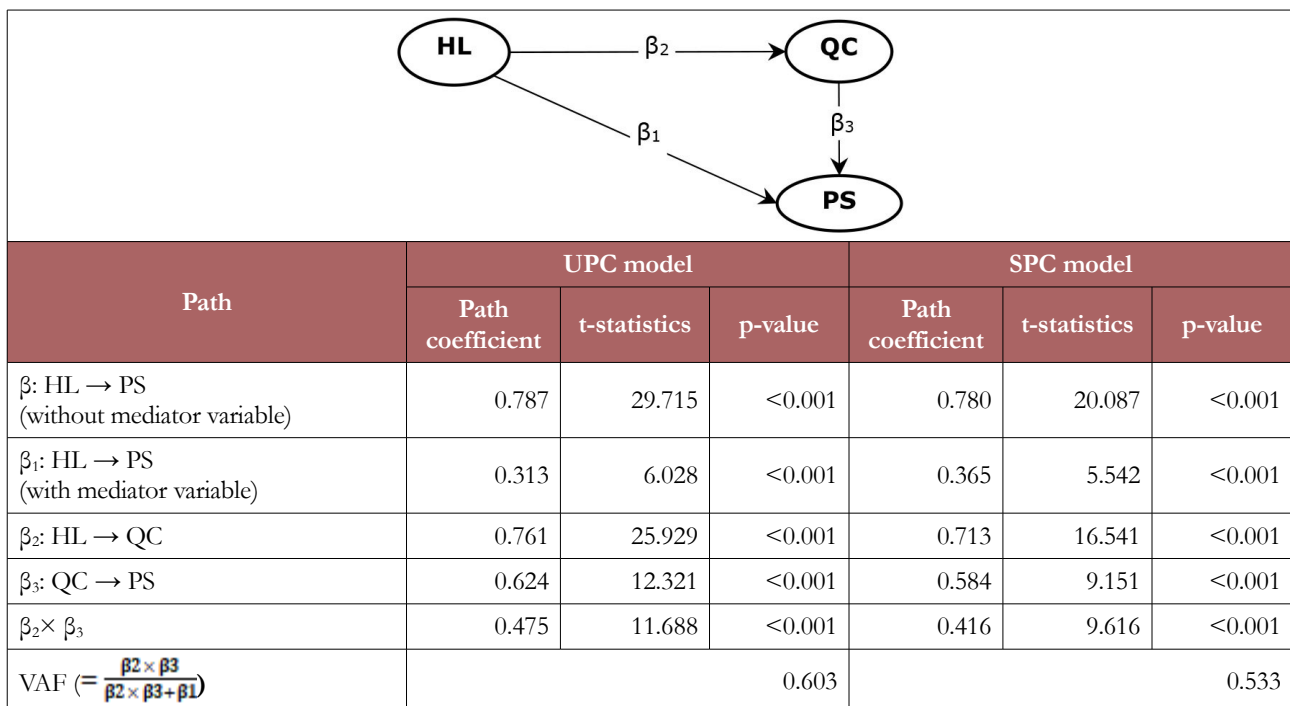 HL
β₂
QC
β₁
β₃
PS
Path
UPC model
SPC model
Path coefficient
t-statistics
p-value
Path coefficient
t-statistics
p-value
β: HL → PS
(without mediator variable)
0.787 29.715 <0.001 0.780 20.087 <0.001
β₁: HL → PS
(with mediator variable)
0.313 6.028 <0.001 0.365 5.542 <0.001
β₂: HL → QC 0.761 25.929 <0.001 0.713 16.541 <0.001
β₃: QC → PS 0.624 12.321 <0.001 0.584 9.151 <0.001
β₂× β₃ 0.475 11.688 <0.001 0.416 9.616 <0.001
VAF (= β2 × β3 / β2 × β3+β1) 0.603 0.533